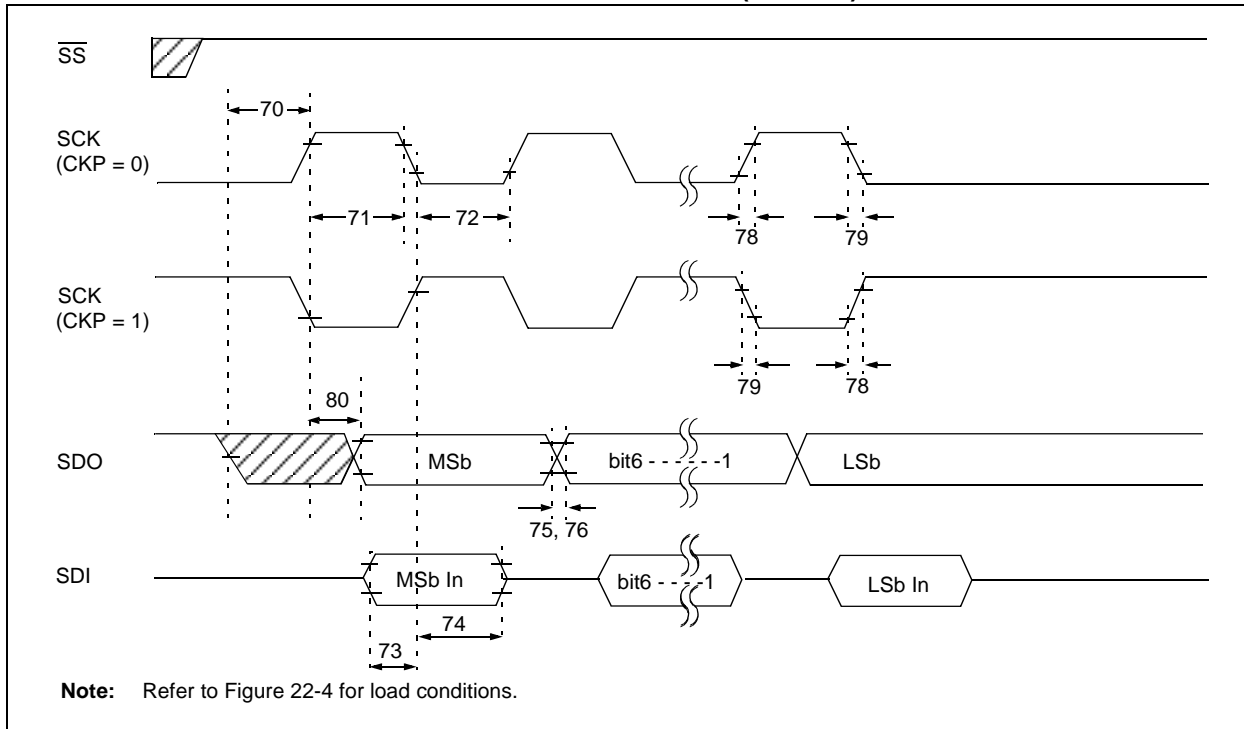 SS
70
SCK
(CKP = 0)
71
72
78
79
SCK
(CKP = 1)
79
78
80
SDO
MSb
bit6 - - - - - -1
LSb
75, 76
SDI
MSb In
bit6 - - - -1
LSb In
74
73
Note: Refer to Figure 22-4 for load conditions.